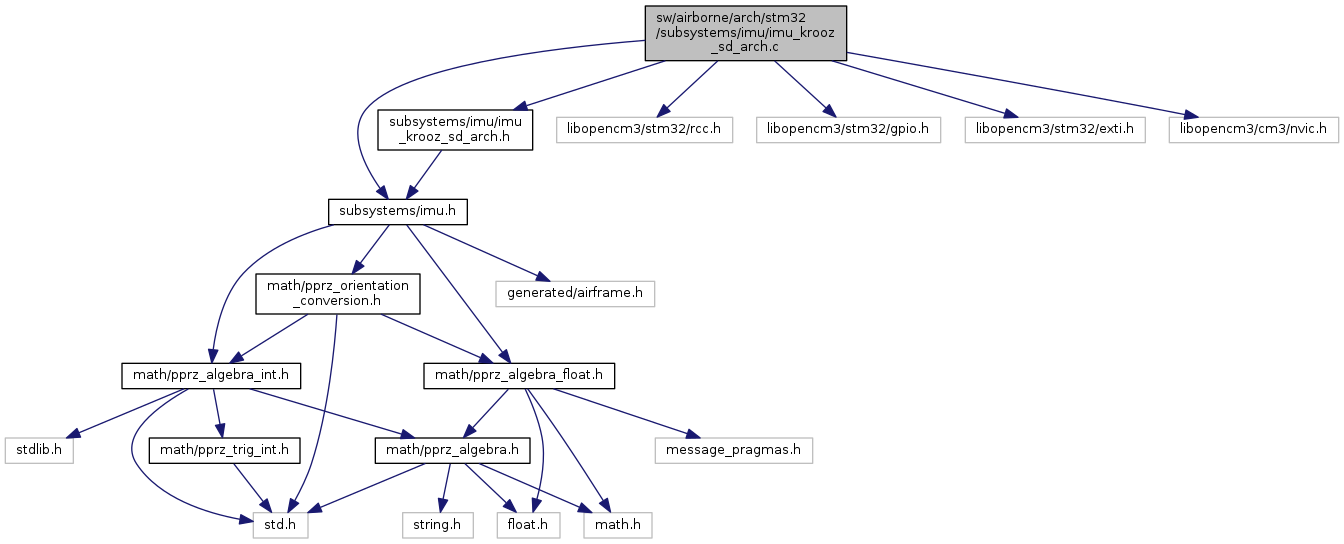 sw/airborne/arch/stm32
/subsystems/imu/imu_krooz
_sd_arch.c
subsystems/imu/imu
_krooz_sd_arch.h
libopencm3/stm32/rcc.h
libopencm3/stm32/gpio.h
libopencm3/stm32/exti.h
libopencm3/cm3/nvic.h
subsystems/imu.h
math/pprz_orientation
_conversion.h
generated/airframe.h
math/pprz_algebra_int.h
math/pprz_algebra_float.h
stdlib.h
math/pprz_trig_int.h
math/pprz_algebra.h
message_pragmas.h
std.h
string.h
float.h
math.h